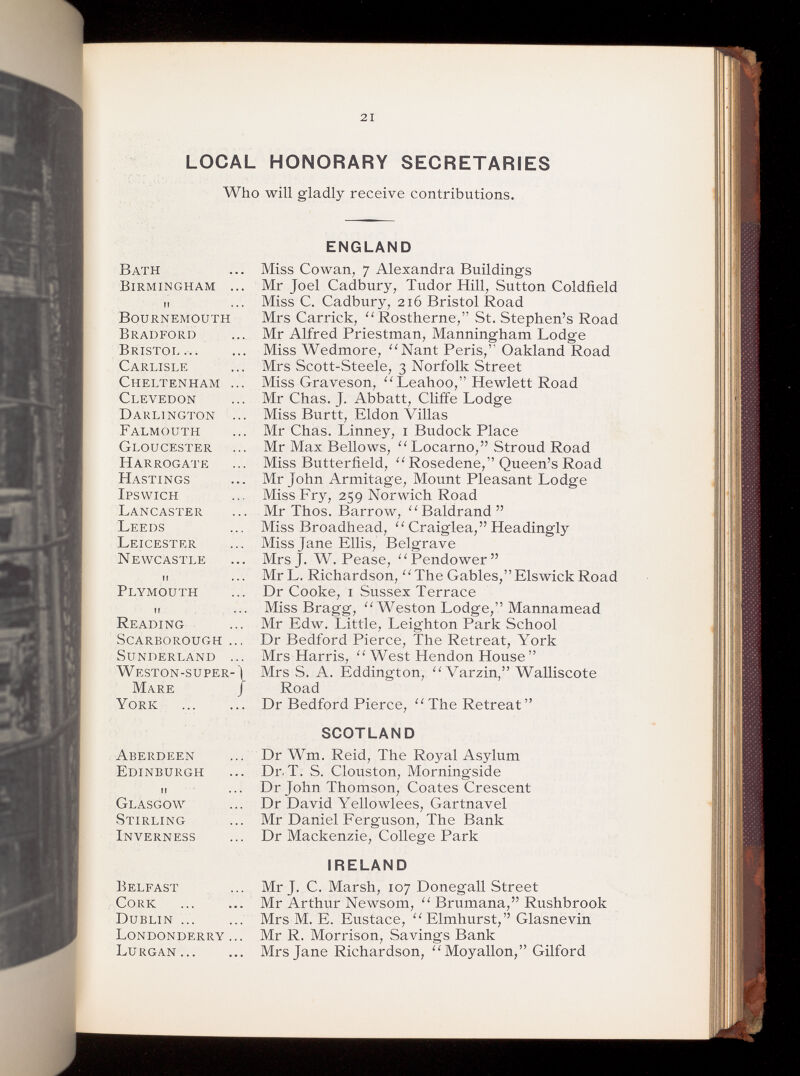 21
LOCAL HONORARY SECRETARIES
Who will gladly receive contributions.
ENGLAND
BATH ... Miss Cowan, 7 Alexandra Buildings
BIRMINGHAM ... Mr Joel Cadbury, Tudor Hill, Sutton Coldfield
" ... Miss C. Cadbury, 216 Bristol Road
BOURNEMOUTH Mrs Carrick, “Rostherne,” St. Stephen’s Road
BRADFORD ... Mr Alfred Priestman, Manningham Lodge
BRISTOL ... ... Miss Wedmore, “Nant Peris,” Oakland Road
CARLISLE ... Mrs Scott-Steele, 3 Norfolk Street
CHELTENHAM ... Miss Graveson, “Leahoo,” Hewlett Road
CLEVEDON ... Mr Chas. J. Abbatt, Cliffe Lodge
DARLINGTON ... Miss Burtt, Eldon Villas
FALMOUTH ... Mr Chas. Linney, 1 Budock Place
GLOUCESTER ... Mr Max Bellows, “Locarno,” Stroud Road
HARROGATE ... Miss Butterfield, “Rosedene,” Queen’s Road
HASTINGS ... Mr John Armitage, Mount Pleasant Lodge
IPSWICH ... Miss Fry, 259 Norwich Road
LANCASTER ... Mr Thos. Barrow, “Baldrand”
LEEDS ... Miss Broadhead, “Craiglea,” Headingly
LEICESTER ... Miss Jane Ellis, Belgrave
NEWCASTLE ... Mrs J. W. Pease, “Pendower”
" ... Mr L. Richardson, “The Gables,” Elswick Road
PLYMOUTH ... Dr Cooke, 1 Sussex Terrace
" ... Miss Bragg, “Weston Lodge,” Mannamead
READING ... Mr Edw. Little, Leighton Park School
SCARBOROUGH ... Dr Bedford Pierce, The Retreat, York
SUNDERLAND ... Mrs Harris, “West Hendon House”
WESTON-SUPER- } Mrs S. A. Eddington, “Varzin,” Walliscote
MARE } Road
YORK ... ... Dr Bedford Pierce, “The Retreat”
SCOTLAND
ABERDEEN ... Dr Wm. Reid, The Royal Asylum
EDINBURGH ... Dr. T. S. Clouston, Morningside
" ... Dr John Thomson, Coates Crescent
GLASGOW ... Dr David Yellowlees, Gartnavel
STIRLING ... Mr Daniel Ferguson, The Bank
INVERNESS ... Dr Mackenzie, College Park
IRELAND
BELFAST ... Mr J. C. Marsh, 107 Donegall Street
CORK ... ... Mr Arthur Newsom, “Brumana,” Rushbrook
DUBLIN ... ... Mrs M. E. Eustace, “Elmhurst,” Glasnevin
LONDONDERRY ... Mr R. Morrison, Savings Bank
LURGAN ... ... Mrs Jane Richardson, “Moyallon,” Gilford